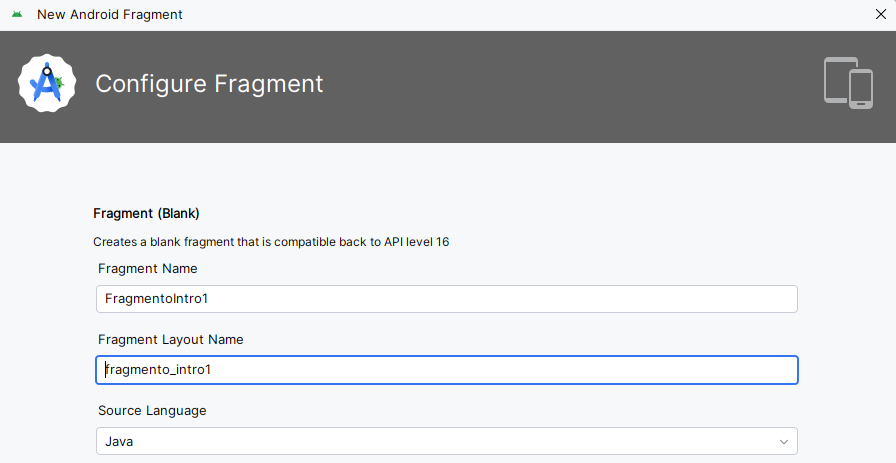 New Android Fragment
Configure Fragment
Fragment (Blank)
Creates a blank fragment that is compatible back to API level 16
Fragment Name
FragmentoIntro1
Fragment Layout Name
fragmento_intro1
Source Language
Java